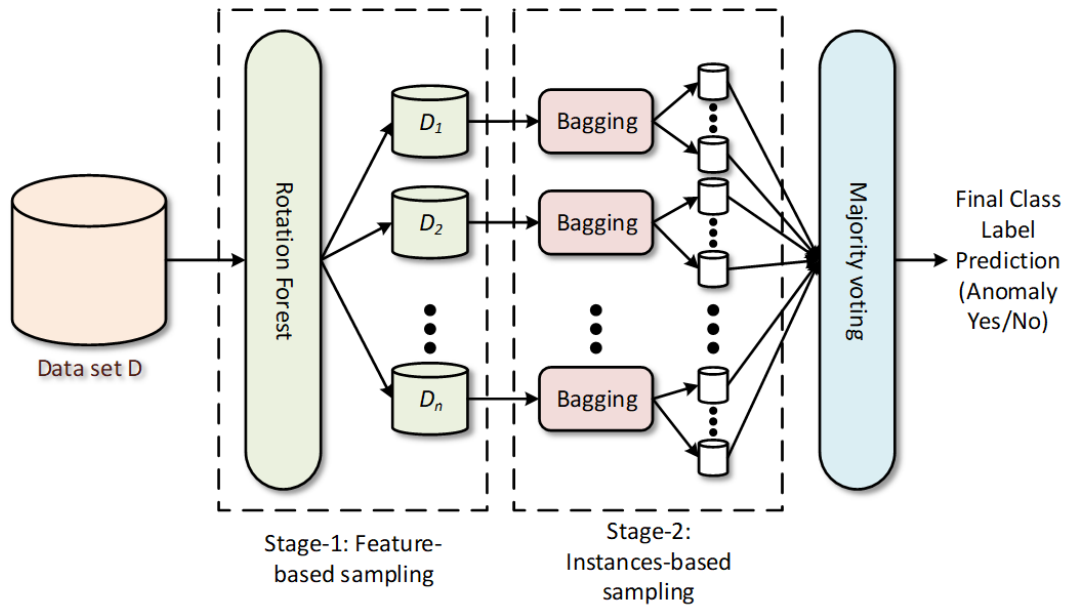 Data set D
Rotation Forest
D1
D2
Dn
Bagging
Bagging
Bagging
Majority voting
Final Class
Label
Prediction
(Anomaly
Yes/No)
Stage-1: Feature-
based sampling
Stage-2:
Instances-based
sampling